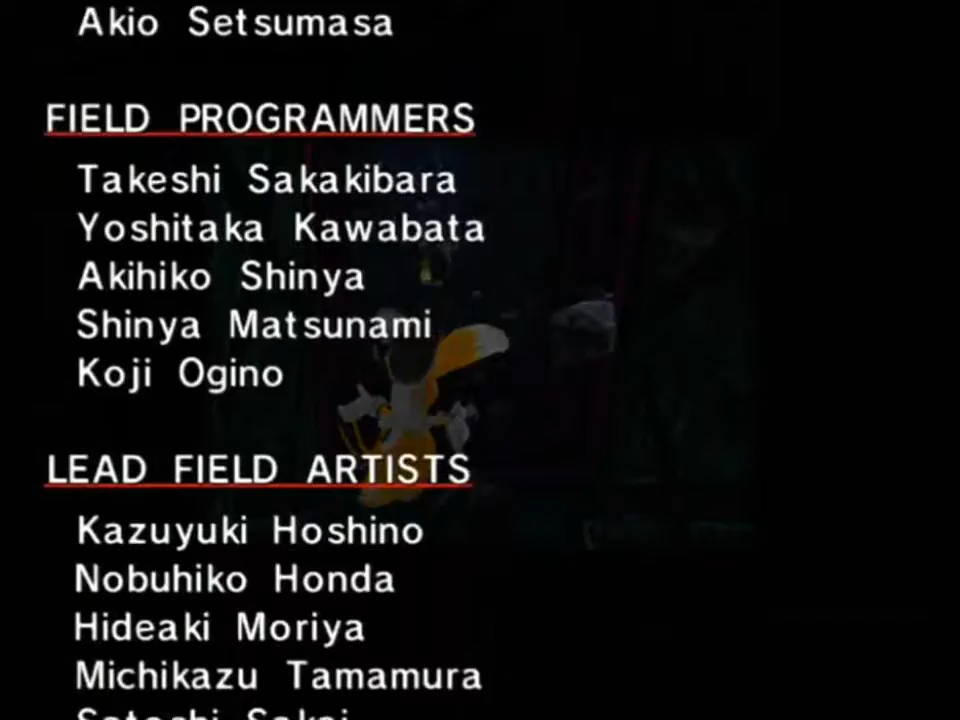 Akio Setsumasa
FIELD PROGRAMMERS
Takeshi Sakakibara
Yoshitaka Kawabata
Akihiko Shinya
Shinya Matsunami
Koji Ogino
LEAD FIELD ARTISTS
Kazuyuki Hoshino
Nobuhiko Honda
Hideaki Moriya
Michikazu Tamamura